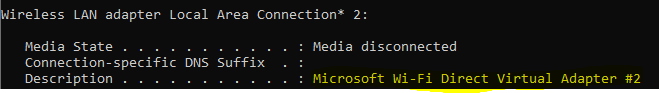 Wireless LAN adapter Local Area Connection* 2:
Media State . . . . . . . . . . . : Media disconnected
Connection-specific DNS Suffix  . :
Description . . . . . . . . . . . : Microsoft Wi-Fi Direct Virtual Adapter #2